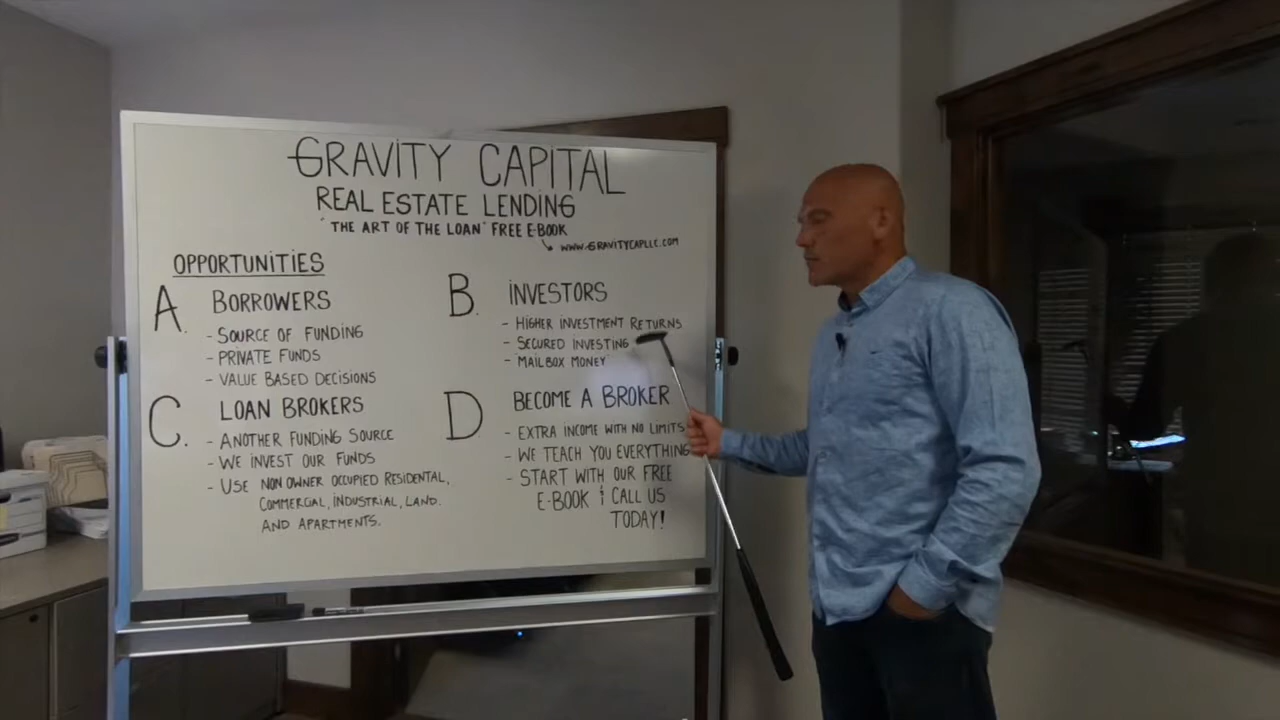 GRAVITY CAPITAL
REAL ESTATE LENDING
"THE ART OF THE LOAN" FREE E-BOOK
www.GRAVITYCAPLLC.COM
OPPORTUNITIES
A. BORROWERS
- SOURCE OF FUNDING
- PRIVATE FUNDS
- VALUE BASED DECISIONS
B. INVESTORS
- HIGHER INVESTMENT RETURNS
- SECURED INVESTING
- "MAILBOX MONEY"
C. LOAN BROKERS
- ANOTHER FUNDING SOURCE
- WE INVEST OUR FUNDS
- USE NON OWNER OCCUPIED RESIDENTIAL,
COMMERCIAL, INDUSTRIAL, LAND.
AND APARTMENTS.
D BECOME A BROKER
- EXTRA INCOME WITH NO LIMITS
- WE TEACH YOU EVERYTHING
- START WITH OUR FREE
E-BOOK & CALL US
TODAY!